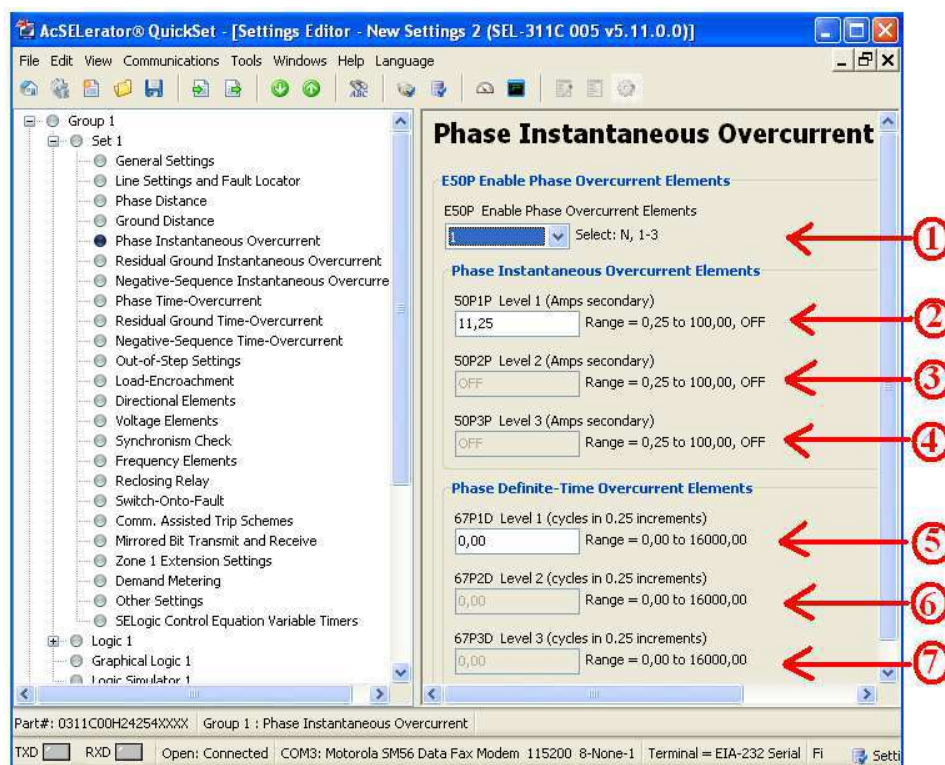 AcSELerator® QuickSet - [Settings Editor - New Settings 2 (SEL-311C 005 v5.11.0.0)]
File Edit View Communications Tools Windows Help Language
Group 1
Set 1
General Settings
Line Settings and Fault Locator
Phase Distance
Ground Distance
Phase Instantaneous Overcurrent
Residual Ground Instantaneous Overcurrent
Negative-Sequence Instantaneous Overcurre
Phase Time-Overcurrent
Residual Ground Time-Overcurrent
Negative-Sequence Time-Overcurrent
Out-of-Step Settings
Load-Encroachment
Directional Elements
Voltage Elements
Synchronism Check
Frequency Elements
Reclosing Relay
Switch-Onto-Fault
Comm. Assisted Trip Schemes
Mirrored Bit Transmit and Receive
Zone 1 Extension Settings
Demand Metering
Other Settings
SELogic Control Equation Variable Timers
Logic 1
Graphical Logic 1
Logic Simulator 1
Phase Instantaneous Overcurrent
E50P Enable Phase Overcurrent Elements
E50P Enable Phase Overcurrent Elements
1 Select: N, 1-3
1
Phase Instantaneous Overcurrent Elements
50P1P Level 1 (Amps secondary)
11,25 Range = 0,25 to 100,00, OFF
2
50P2P Level 2 (Amps secondary)
OFF Range = 0,25 to 100,00, OFF
3
50P3P Level 3 (Amps secondary)
OFF Range = 0,25 to 100,00, OFF
4
Phase Definite-Time Overcurrent Elements
67P1D Level 1 (cycles in 0.25 increments)
0,00 Range = 0,00 to 16000,00
5
67P2D Level 2 (cycles in 0.25 increments)
0,00 Range = 0,00 to 16000,00
6
67P3D Level 3 (cycles in 0.25 increments)
0,00 Range = 0,00 to 16000,00
7
Part#: 0311C00H24254XXXX Group 1 : Phase Instantaneous Overcurrent
TXD RXD Open: Connected COM3: Motorola SM56 Data Fax Modem 115200 8-None-1 Terminal = EIA-232 Serial Fi Setti